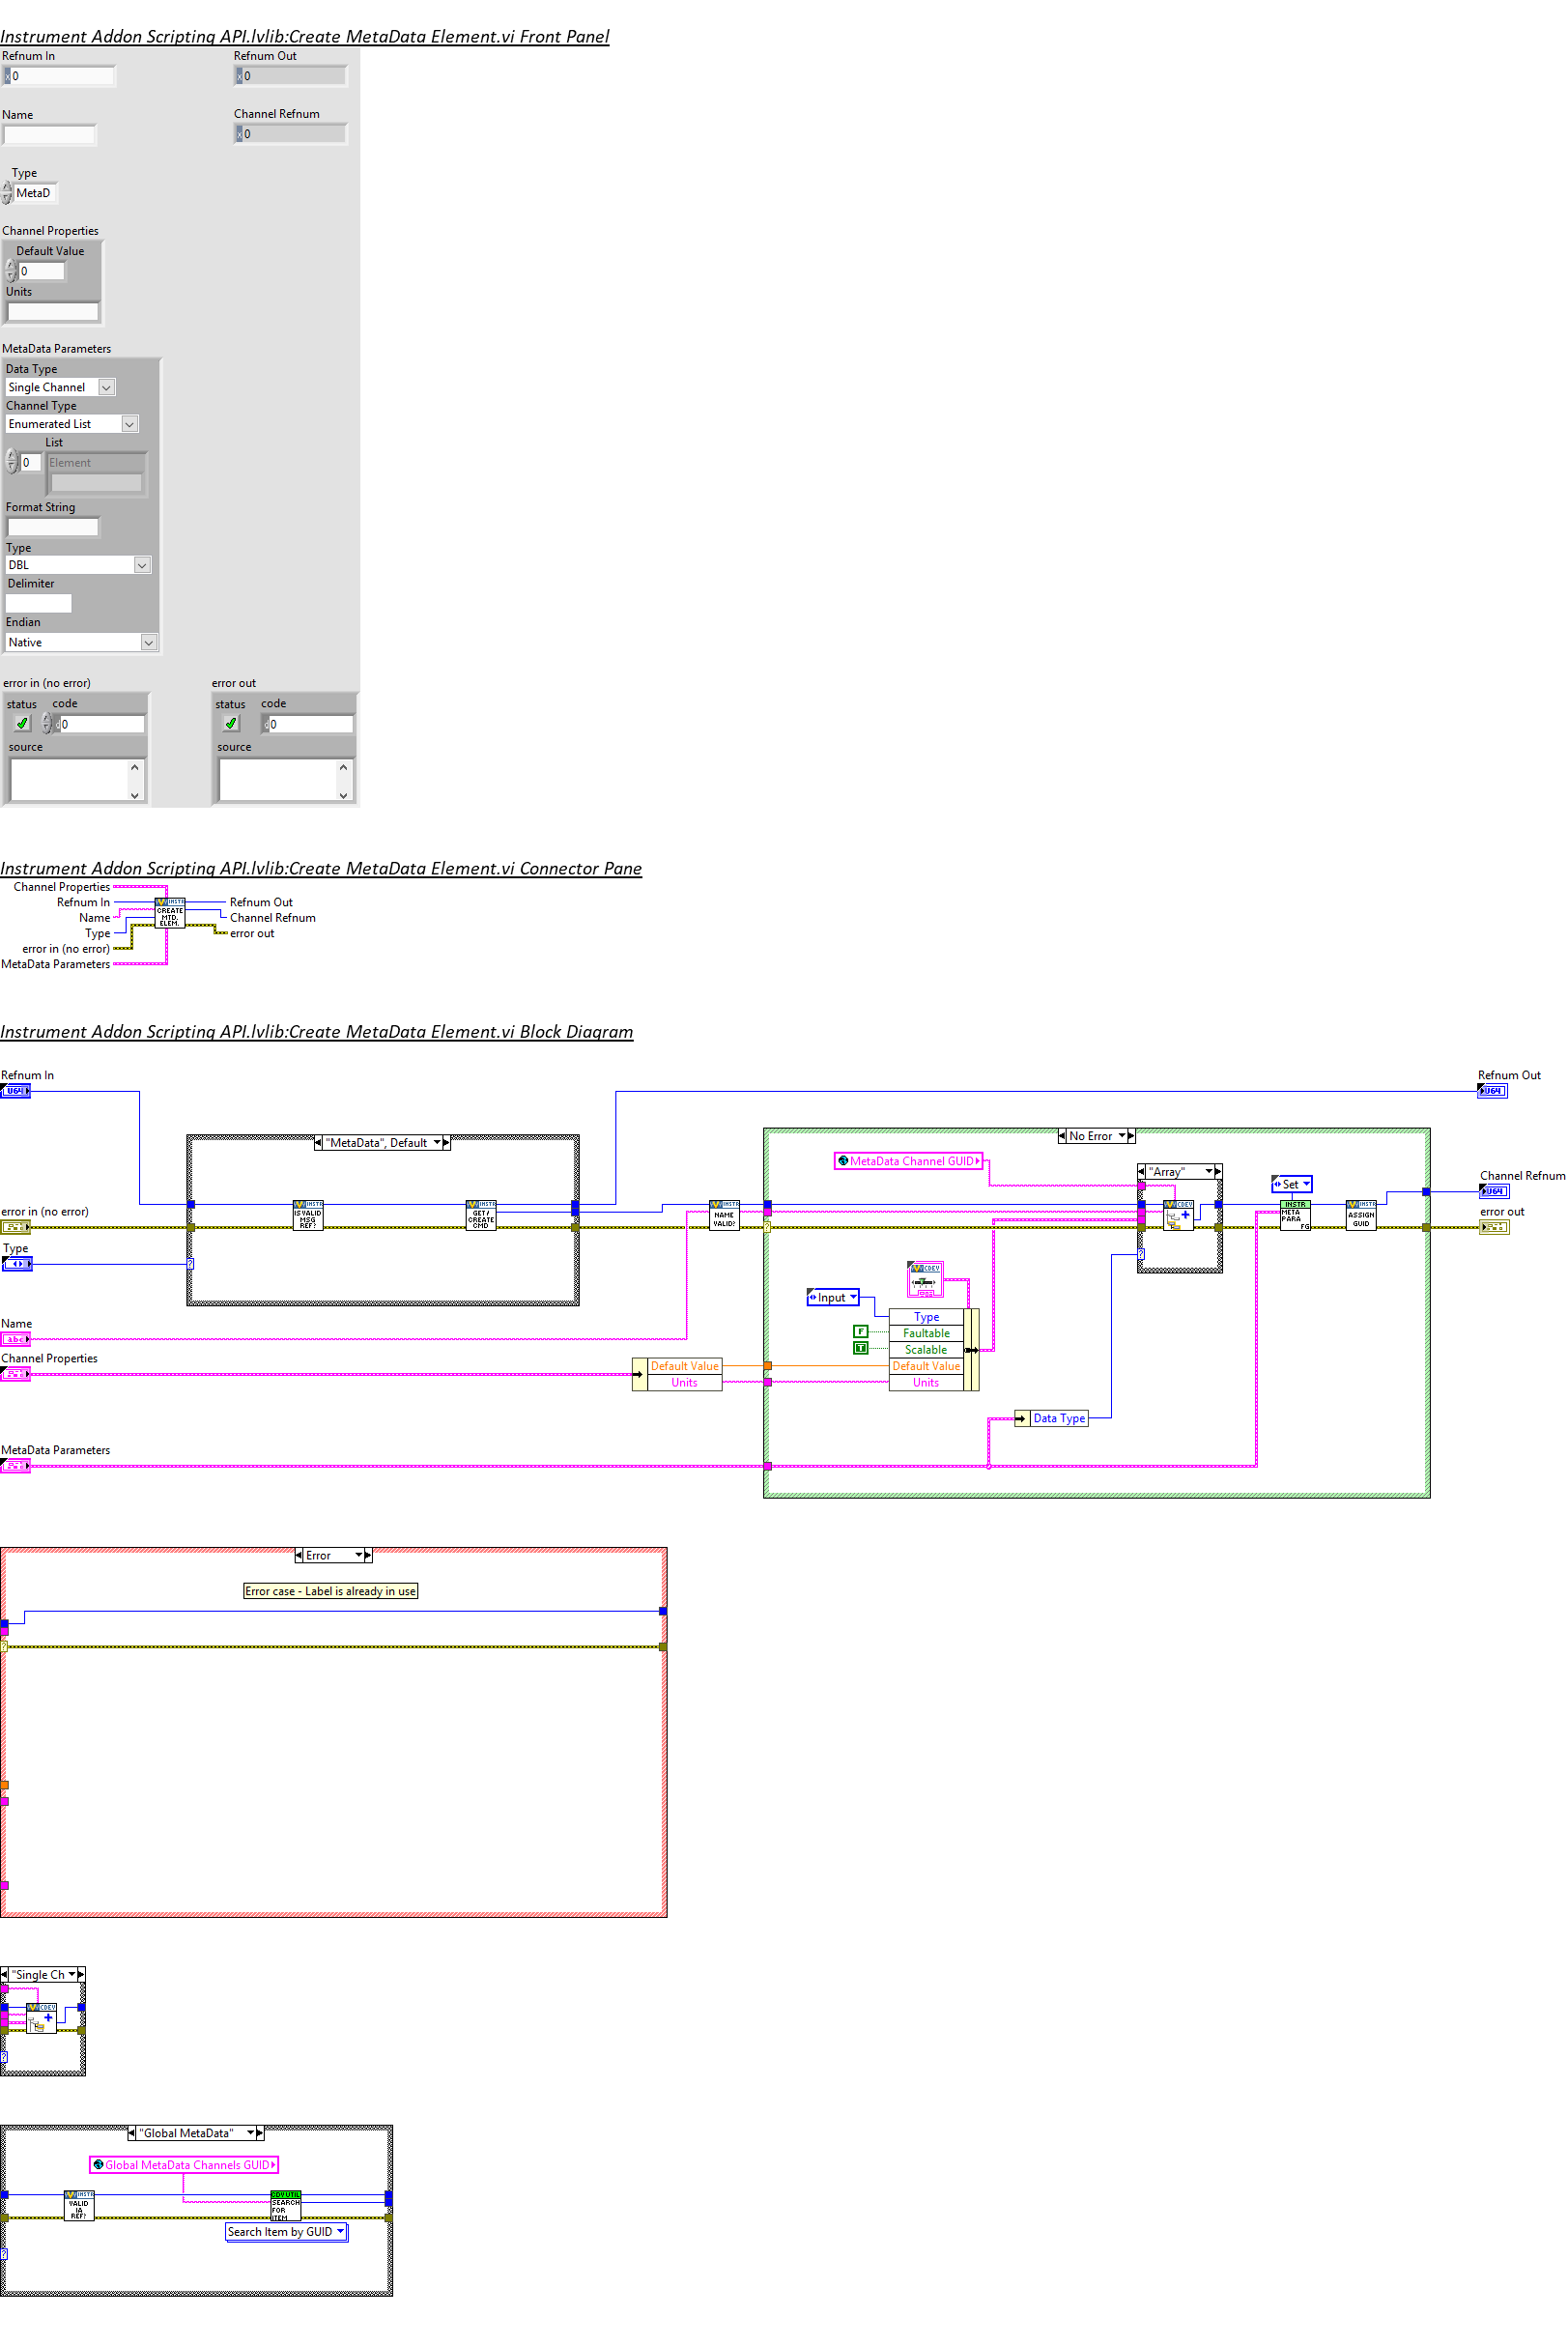 Instrument Addon Scripting API.lvlib:Create MetaData Element.vi Front Panel
Refnum In
Refnum Out
x 0
x 0
Name
Channel Refnum
x 0
Type
MetaD
Channel Properties
Default Value
0
Units
MetaData Parameters
Data Type
Single Channel
Channel Type
Enumerated List
List
0
Element
Format String
Type
DBL
Delimiter
Endian
Native
error in (no error)
error out
status code
status code
0
0
source
source
Instrument Addon Scripting API.lvlib:Create MetaData Element.vi Connector Pane
Channel Properties
Refnum In
Name
Type
error in (no error)
MetaData Parameters
INSTR
CREATE
MTD.
ELEM.
Refnum Out
Channel Refnum
error out
Instrument Addon Scripting API.lvlib:Create MetaData Element.vi Block Diagram
Refnum In
U64
Refnum Out
U64
"MetaData", Default
No Error
MetaData Channel GUID
"Array"
Set
Channel Refnum
U64
error in (no error)
error out
INSTR
IS VALID
MSG
REF?
INSTR
GET/
CREATE
CMD
INSTR
NAME
VALID?
CDEV
INSTR
META
PARA
FG
INSTR
ASSIGN
GUID
Type
?
?
?
CDEV
Input
Type
F
Faultable
T
Scalable
Default Value
Units
Name
abc
Channel Properties
Default Value
Units
Data Type
MetaData Parameters
Error
Error case - Label is already in use
?
"Single Ch
CDEV
?
"Global MetaData"
Global MetaData Channels GUID
INSTR
VALID
IA
REF?
SEARCH
FOR
ITEM
Search Item by GUID
?